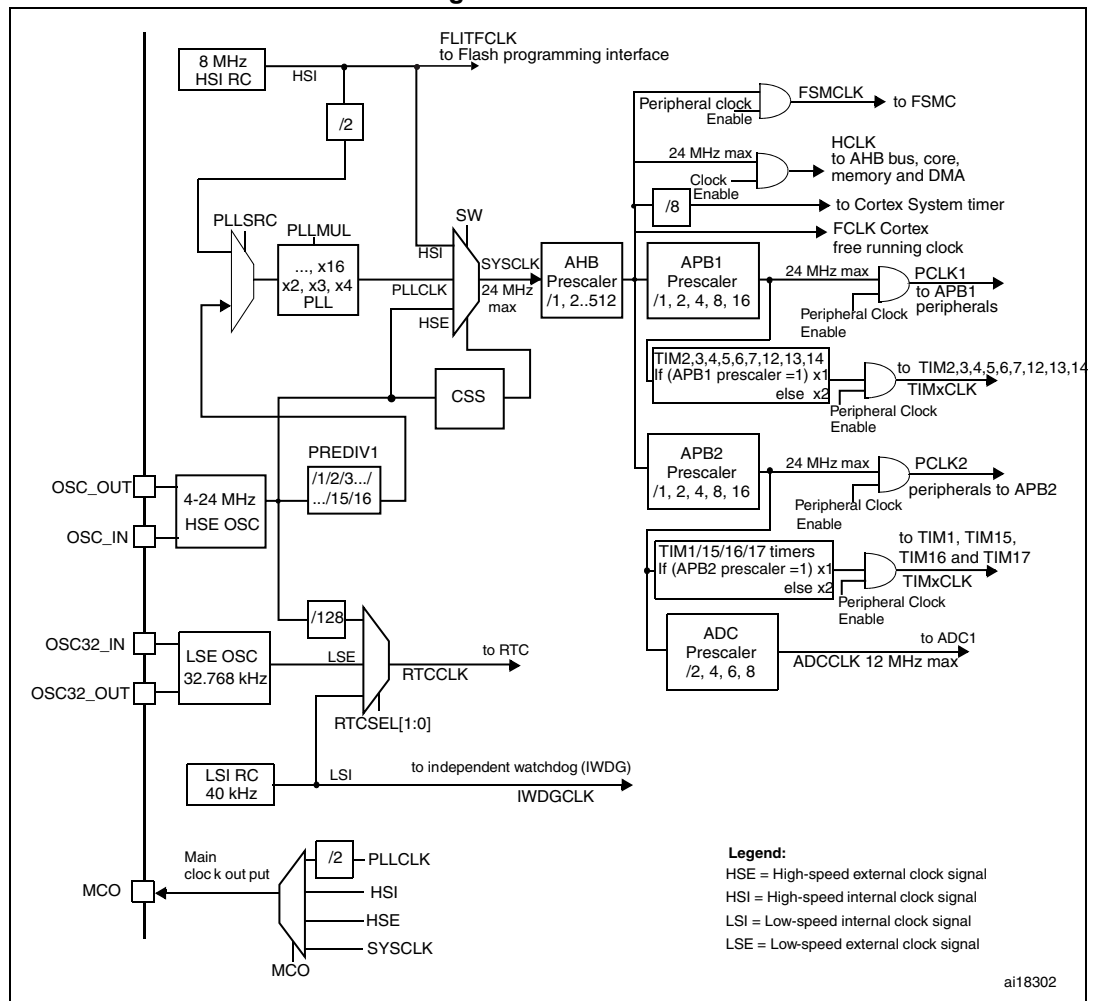 FLITFCLK
to Flash programming interface
8 MHz
HSI RC
HSI
/2
Peripheral clock
Enable
FSMCLK
to FSMC
HCLK
24 MHz max
to AHB bus, core,
memory and DMA
Clock
Enable
/8
to Cortex System timer
FCLK Cortex
free running clock
PLLSRC
PLLMUL
..., x16
x2, x3, x4
PLL
SW
HSI
PLLCLK
HSE
SYSCLK
24 MHz
max
AHB
Prescaler
/1, 2..512
APB1
Prescaler
/1, 2, 4, 8, 16
24 MHz max
PCLK1
to APB1
peripherals
Peripheral Clock
Enable
TIM2,3,4,5,6,7,12,13,14
If (APB1 prescaler =1) x1
else x2
to TIM2,3,4,5,6,7,12,13,14
TIMxCLK
Peripheral Clock
Enable
CSS
PREDIV1
/1/2/3.../
.../15/16
OSC_OUT
OSC_IN
4-24 MHz
HSE OSC
APB2
Prescaler
/1, 2, 4, 8, 16
24 MHz max
PCLK2
peripherals to APB2
Peripheral Clock
Enable
TIM1/15/16/17 timers
If (APB2 prescaler =1) x1
else x2
to TIM1, TIM15,
TIM16 and TIM17
TIMxCLK
Peripheral Clock
Enable
ADC
Prescaler
/2, 4, 6, 8
to ADC1
ADCCLK 12 MHz max
/128
OSC32_IN
OSC32_OUT
LSE OSC
32.768 kHz
LSE
to RTC
RTCCLK
RTCSEL[1:0]
LSI RC
40 kHz
LSI
to independent watchdog (IWDG)
IWDGCLK
MCO
Main
clock output
/2
PLLCLK
HSI
HSE
SYSCLK
MCO
Legend:
HSE = High-speed external clock signal
HSI = High-speed internal clock signal
LSI = Low-speed internal clock signal
LSE = Low-speed external clock signal
ai18302